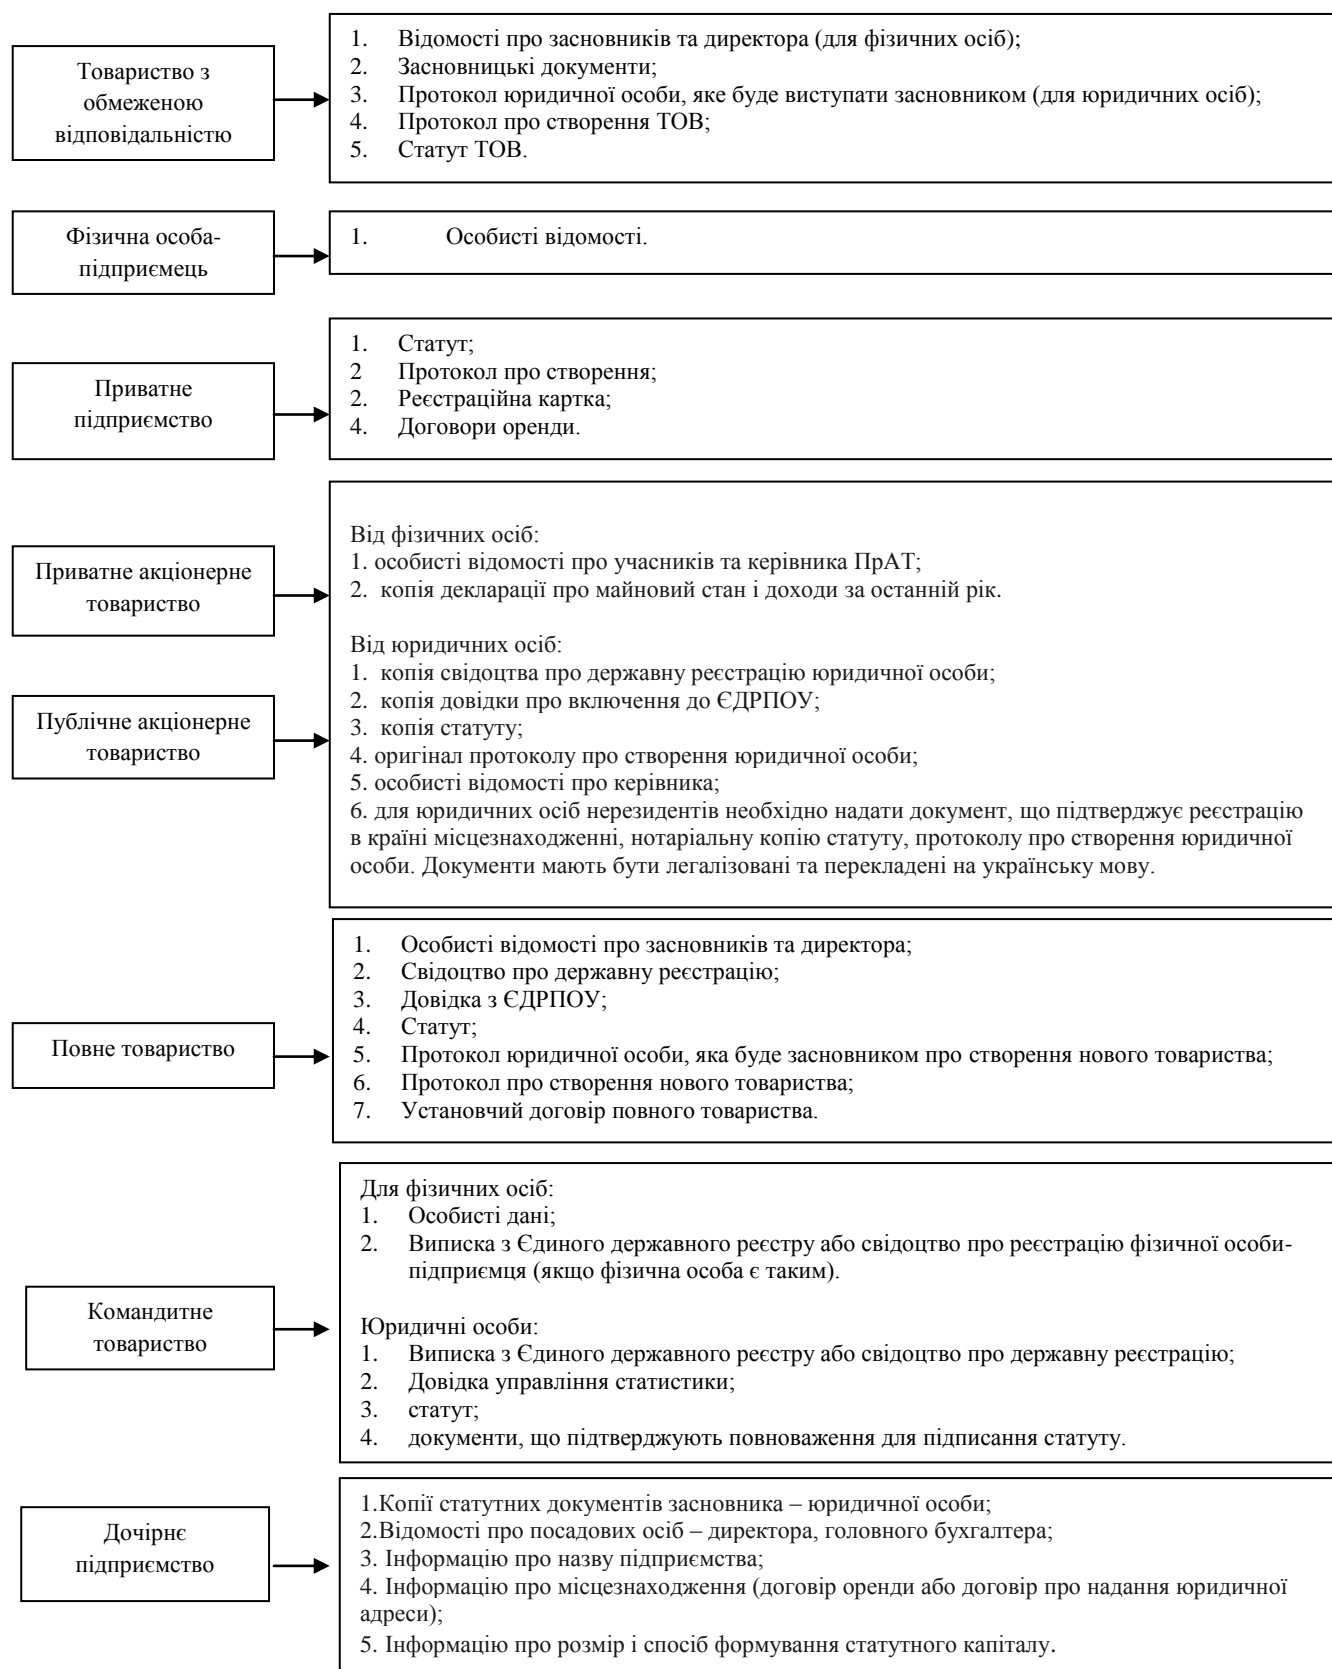 Товариство з
обмеженою
відповідальністю
1. Відомості про засновників та директора (для фізичних осіб);
2. Засновницькі документи;
3. Протокол юридичної особи, яке буде виступати засновником (для юридичних осіб);
4. Протокол про створення ТОВ;
5. Статут ТОВ.
Фізична особа-
підприємець
1. Особисті відомості.
Приватне
підприємство
1. Статут;
2 Протокол про створення;
2. Реєстраційна картка;
4. Договори оренди.
Приватне акціонерне
товариство
Публічне акціонерне
товариство
Від фізичних осіб:
1. особисті відомості про учасників та керівника ПрАТ;
2. копія декларації про майновий стан і доходи за останній рік.
Від юридичних осіб:
1. копія свідоцтва про державну реєстрацію юридичної особи;
2. копія довідки про включення до ЄДРПОУ;
3. копія статуту;
4. оригінал протоколу про створення юридичної особи;
5. особисті відомості про керівника;
6. для юридичних осіб нерезидентів необхідно надати документ, що підтверджує реєстрацію
в країні місцезнаходженні, нотаріальну копію статуту, протоколу про створення юридичної
особи. Документи мають бути легалізовані та перекладені на українську мову.
Повне товариство
1. Особисті відомості про засновників та директора;
2. Свідоцтво про державну реєстрацію;
3. Довідка з ЄДРПОУ;
4. Статут;
5. Протокол юридичної особи, яка буде засновником про створення нового товариства;
6. Протокол про створення нового товариства;
7. Установчий договір повного товариства.
Командитне
товариство
Для фізичних осіб:
1. Особисті дані;
2. Виписка з Єдиного державного реєстру або свідоцтво про реєстрацію фізичної особи-
підприємця (якщо фізична особа є таким).
Юридичні особи:
1. Виписка з Єдиного державного реєстру або свідоцтво про державну реєстрацію;
2. Довідка управління статистики;
3. статут;
4. документи, що підтверджують повноваження для підписання статуту.
Дочірнє
підприємство
1.Копії статутних документів засновника – юридичної особи;
2.Відомості про посадових осіб – директора, головного бухгалтера;
3. Інформацію про назву підприємства;
4. Інформацію про місцезнаходження (договір оренди або договір про надання юридичної
адреси);
5. Інформацію про розмір і спосіб формування статутного капіталу.